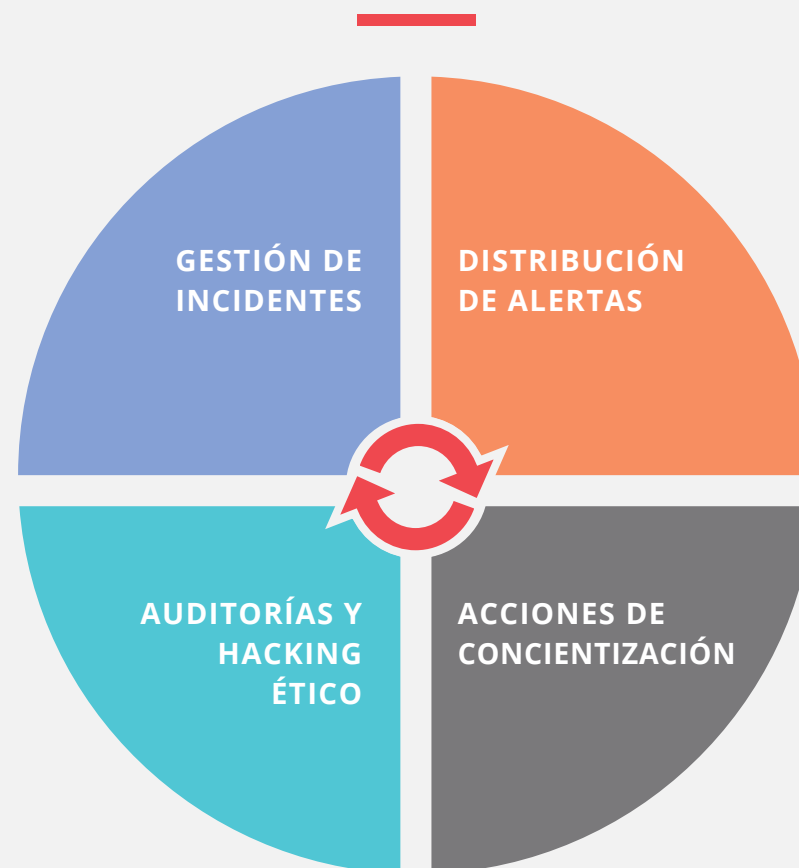 GESTIÓN DE
INCIDENTES
DISTRIBUCIÓN
DE ALERTAS
AUDITORÍAS Y
HACKING
ÉTICO
ACCIONES DE
CONCIENTIZACIÓN